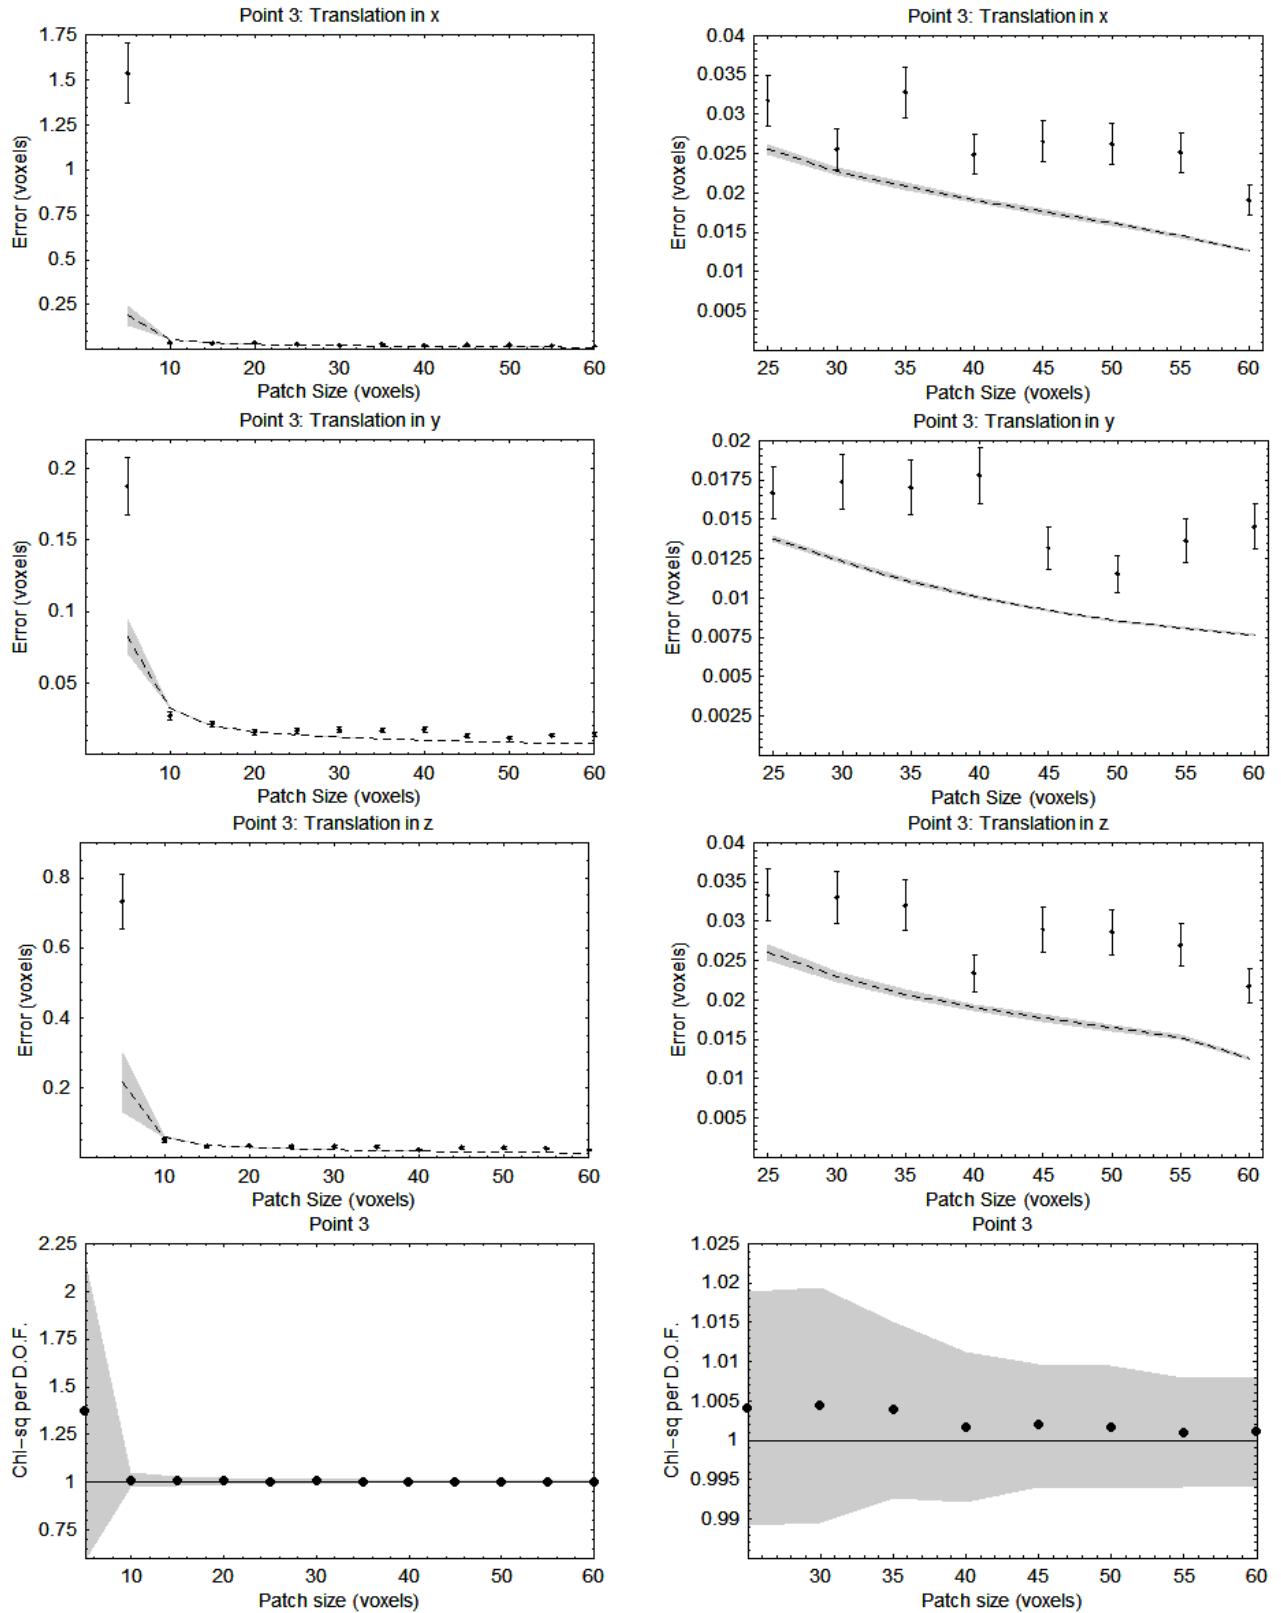 Point 3: Translation in x
1.75
1.5
1.25
1
0.75
0.5
0.25
Error (voxels)
10 20 30 40 50 60
Patch Size (voxels)
Point 3: Translation in x
0.04
0.035
0.03
0.025
0.02
0.015
0.01
0.005
Error (voxels)
25 30 35 40 45 50 55 60
Patch Size (voxels)
Point 3: Translation in y
0.2
0.15
0.1
0.05
Error (voxels)
10 20 30 40 50 60
Patch Size (voxels)
Point 3: Translation in y
0.02
0.0175
0.015
0.0125
0.01
0.0075
0.005
0.0025
Error (voxels)
25 30 35 40 45 50 55 60
Patch Size (voxels)
Point 3: Translation in z
0.8
0.6
0.4
0.2
Error (voxels)
10 20 30 40 50 60
Patch Size (voxels)
Point 3: Translation in z
0.04
0.035
0.03
0.025
0.02
0.015
0.01
0.005
Error (voxels)
25 30 35 40 45 50 55 60
Patch Size (voxels)
Point 3
2.25
2
1.75
1.5
1.25
1
0.75
Chi-sq per D.O.F.
10 20 30 40 50 60
Patch size (voxels)
Point 3
1.025
1.02
1.015
1.01
1.005
1
0.995
0.99
Chi-sq per D.O.F.
30 35 40 45 50 55 60
Patch size (voxels)